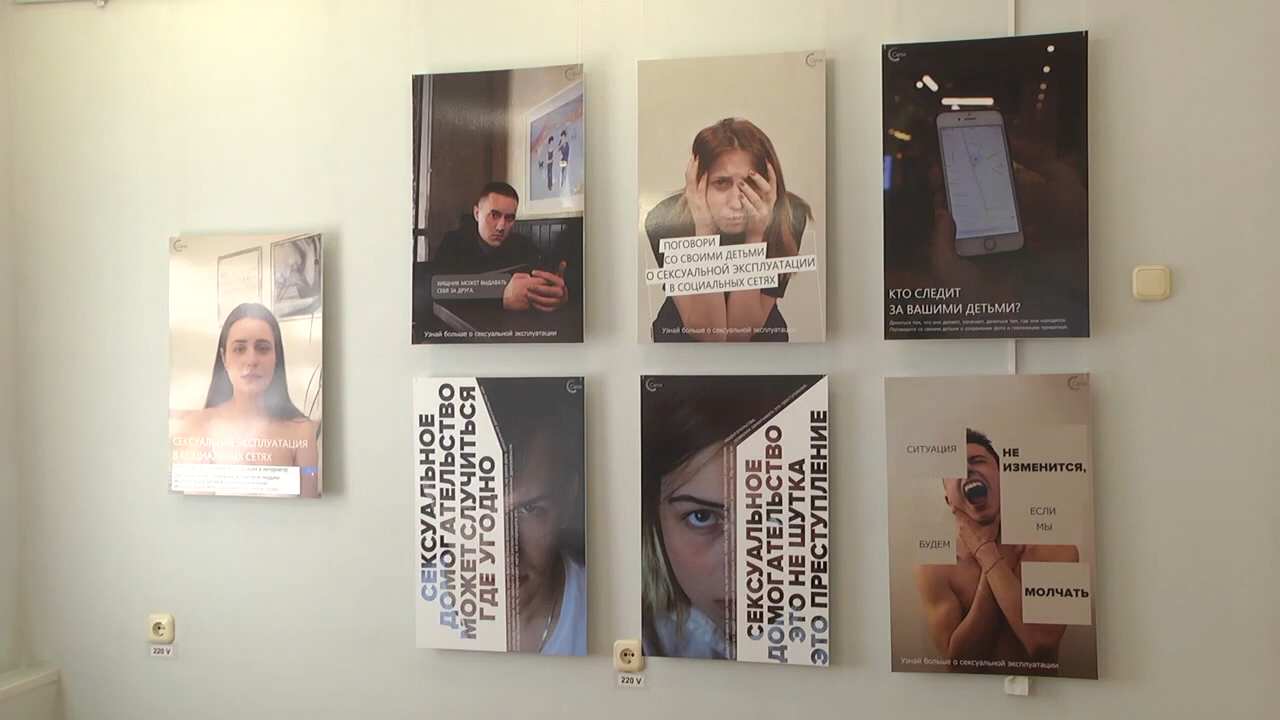 СЕКСУАЛЬНАЯ ЭКСПЛУАТАЦИЯ
В СОЦИАЛЬНЫХ СЕТЯХ
ХИЩНИК МОЖЕТ ВЫДАВАТЬ
СЕБЯ ЗА ДРУГА.
Узнай больше о сексуальной эксплуатации
ПОГОВОРИ
СО СВОИМИ ДЕТЬМИ
О СЕКСУАЛЬНОЙ ЭКСПЛУАТАЦИИ
В СОЦИАЛЬНЫХ СЕТЯХ
Узнай больше о сексуальной эксплуатации
КТО СЛЕДИТ
ЗА ВАШИМИ ДЕТЬМИ?
СЕКСУАЛЬНОЕ
ДОМОГАТЕЛЬСТВО
МОЖЕТ СЛУЧИТЬСЯ
ГДЕ УГОДНО
СЕКСУАЛЬНОЕ
ДОМОГАТЕЛЬСТВО
ЭТО НЕ ШУТКА
ЭТО ПРЕСТУПЛЕНИЕ
СИТУАЦИЯ
НЕ
ИЗМЕНИТСЯ,
ЕСЛИ
МЫ
БУДЕМ
МОЛЧАТЬ
Узнай больше о сексуальной эксплуатации
220 V
220 V